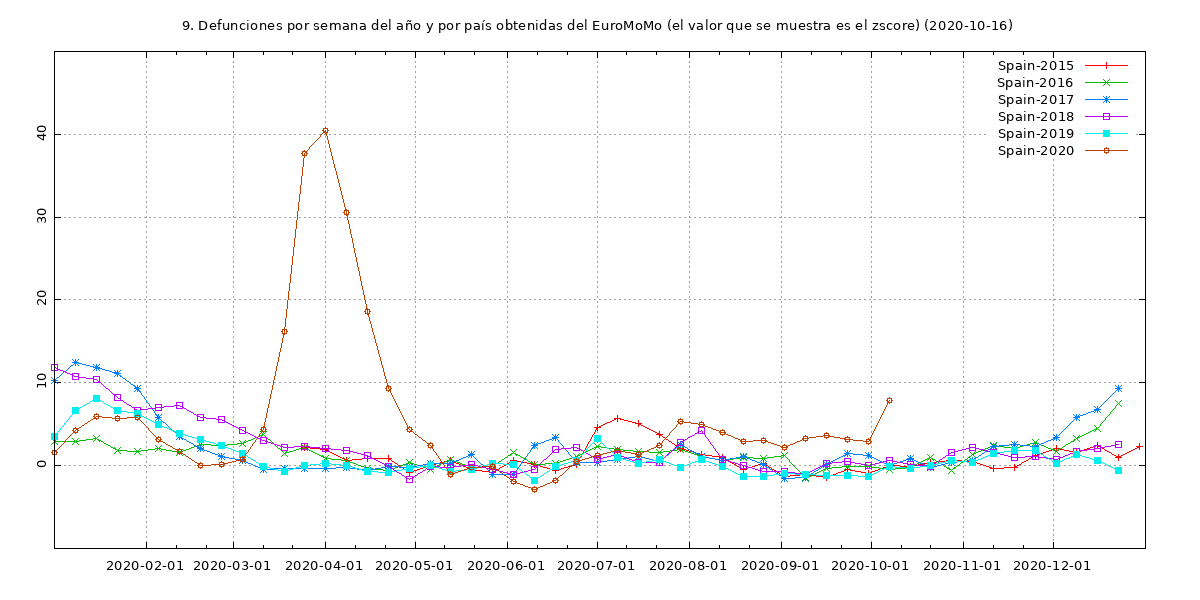 9. Defunciones por semana del año y por país obtenidas del EuroMoMo (el valor que se muestra es el zscore) (2020-10-16)
Spain-2015
Spain-2016
Spain-2017
Spain-2018
Spain-2019
Spain-2020
40
30
20
10
0
2020-02-01 2020-03-01 2020-04-01 2020-05-01 2020-06-01 2020-07-01 2020-08-01 2020-09-01 2020-10-01 2020-11-01 2020-12-01